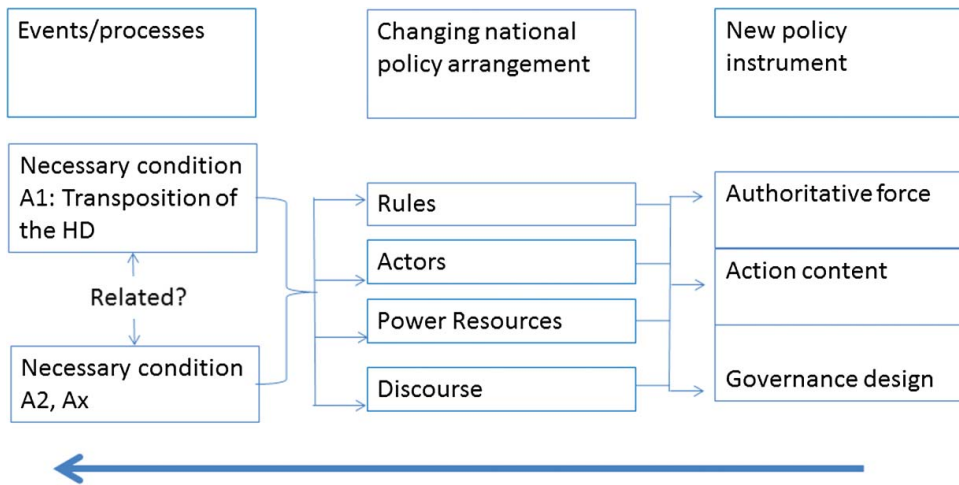 Events/processes
Changing national
policy arrangement
New policy
instrument
Necessary condition
A1: Transposition of
the HD
Related?
Necessary condition
A2, Ax
Rules
Actors
Power Resources
Discourse
Authoritative force
Action content
Governance design